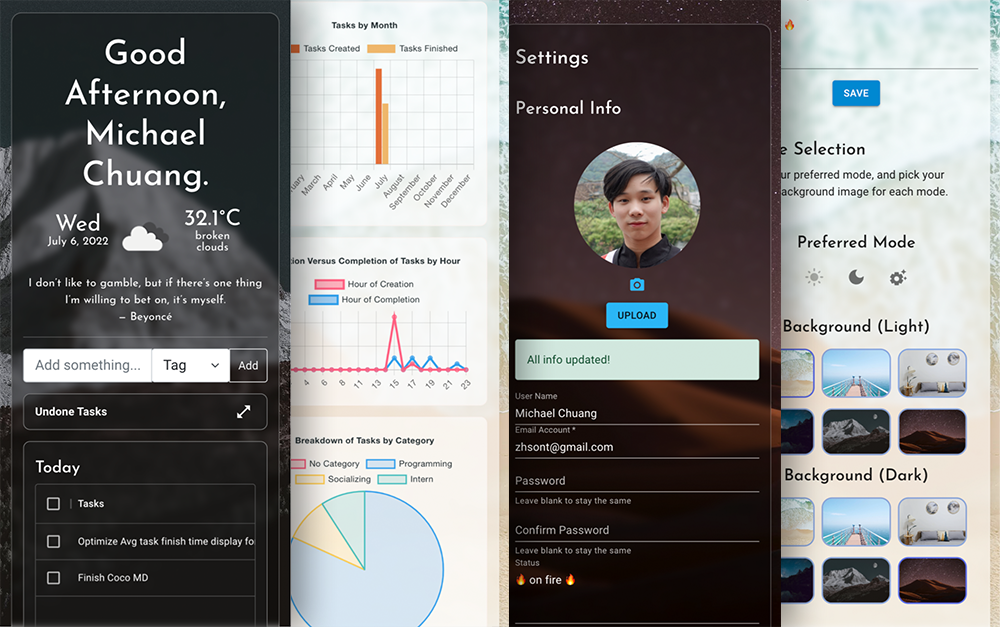 Good
Afternoon,
Michael
Chuang.
Wed
July 6, 2022
32.1°C
broken
clouds
I don't like to gamble, but if there's one thing
I'm willing to bet on, it's myself.
— Beyoncé
Add something...
Tag
Add
Undone Tasks
Today
Tasks
Optimize Avg task finish time display fo
Finish Coco MD
Tasks by Month
Tasks Created
Tasks Finished
uary
March
April
May
June
July
August
September
October
November
December
tion Versus Completion of Tasks by Hour
Hour of Creation
Hour of Completion
4 6 8 11 13 15 17 19 21 23
Breakdown of Tasks by Category
No Category
Programming
Socializing
Intern
Settings
Personal Info
UPLOAD
All info updated!
User Name
Michael Chuang
Email Account *
zhsont@gmail.com
Password
Leave blank to stay the same
Confirm Password
Leave blank to stay the same
Status
🔥 on fire 🔥
🔥
SAVE
e Selection
ur preferred mode, and pick your
ackground image for each mode.
Preferred Mode
Background (Light)
Background (Dark)